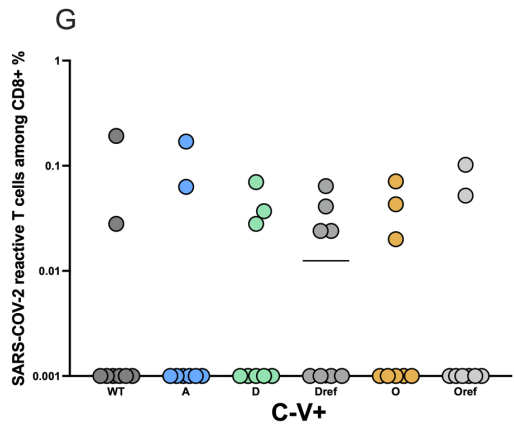 G
SARS-COV-2 reactive T cells among CD8+ %
1
0.1
0.01
0.001
WT A D Dref O Oref
C-V+